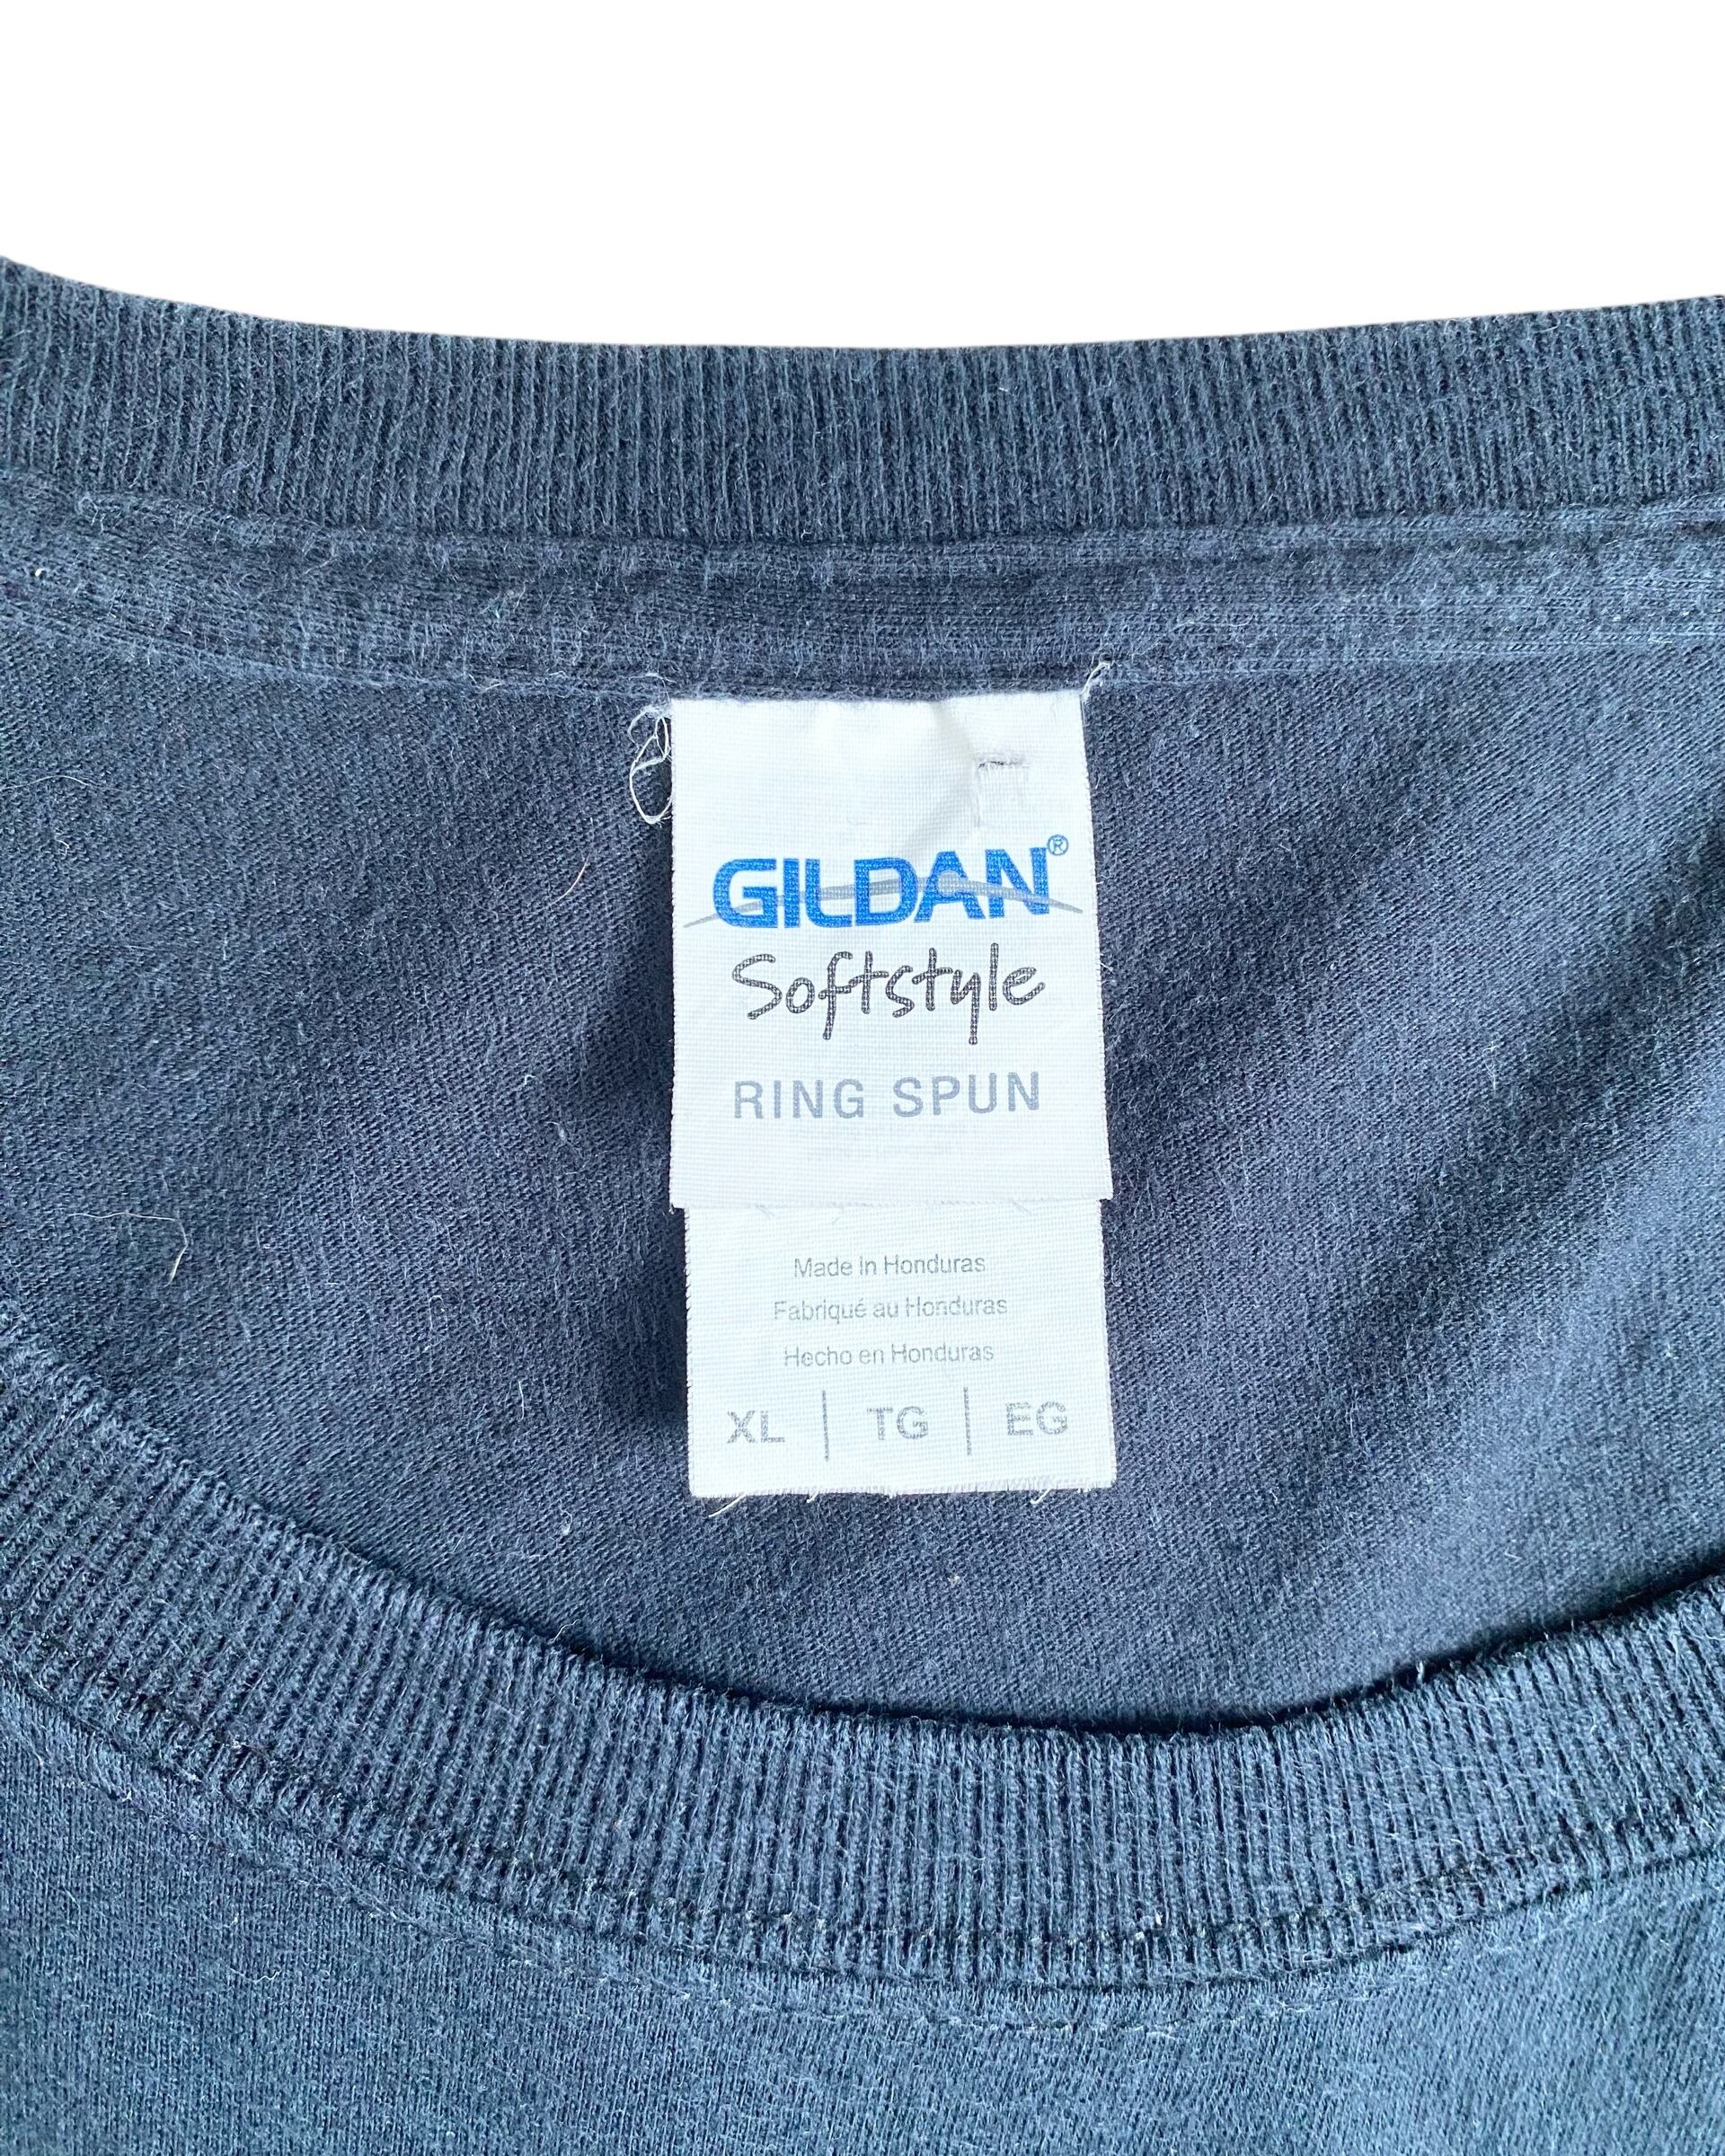 GILDAN®
Softstyle
RING SPUN
Made in Honduras
Fabriqué au Honduras
Hecho en Honduras
XL | TG | EG